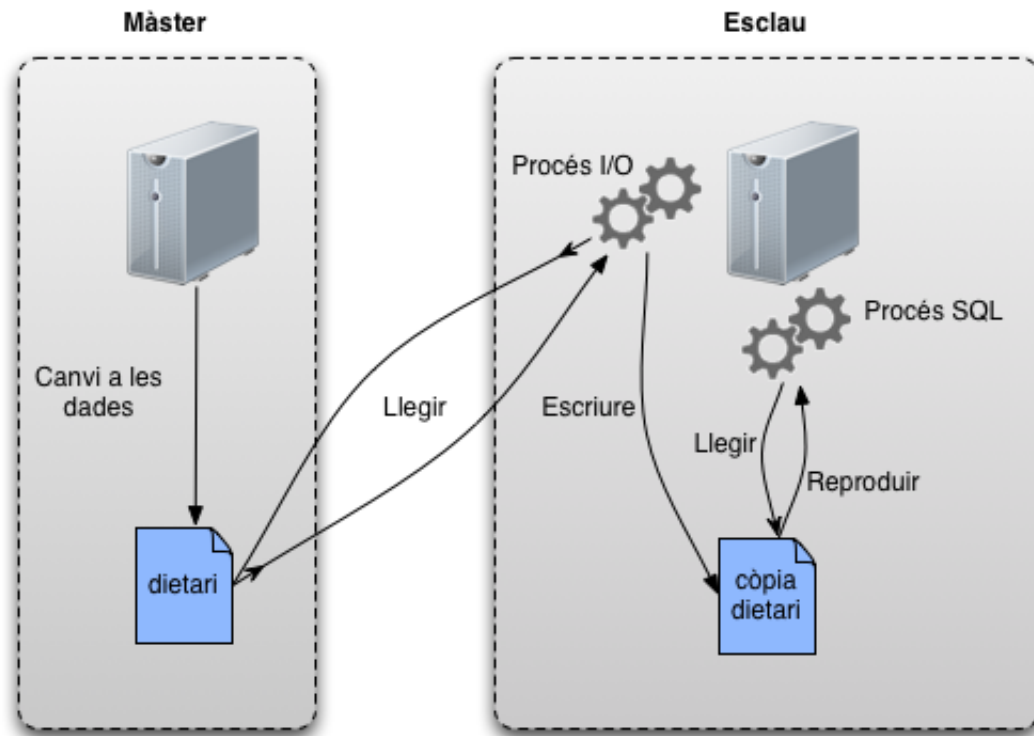 Màster
Esclau
Procés I/O
Procés SQL
Canvi a les
dades
Llegir
Escriure
Llegir
Reproduir
dietari
còpia
dietari